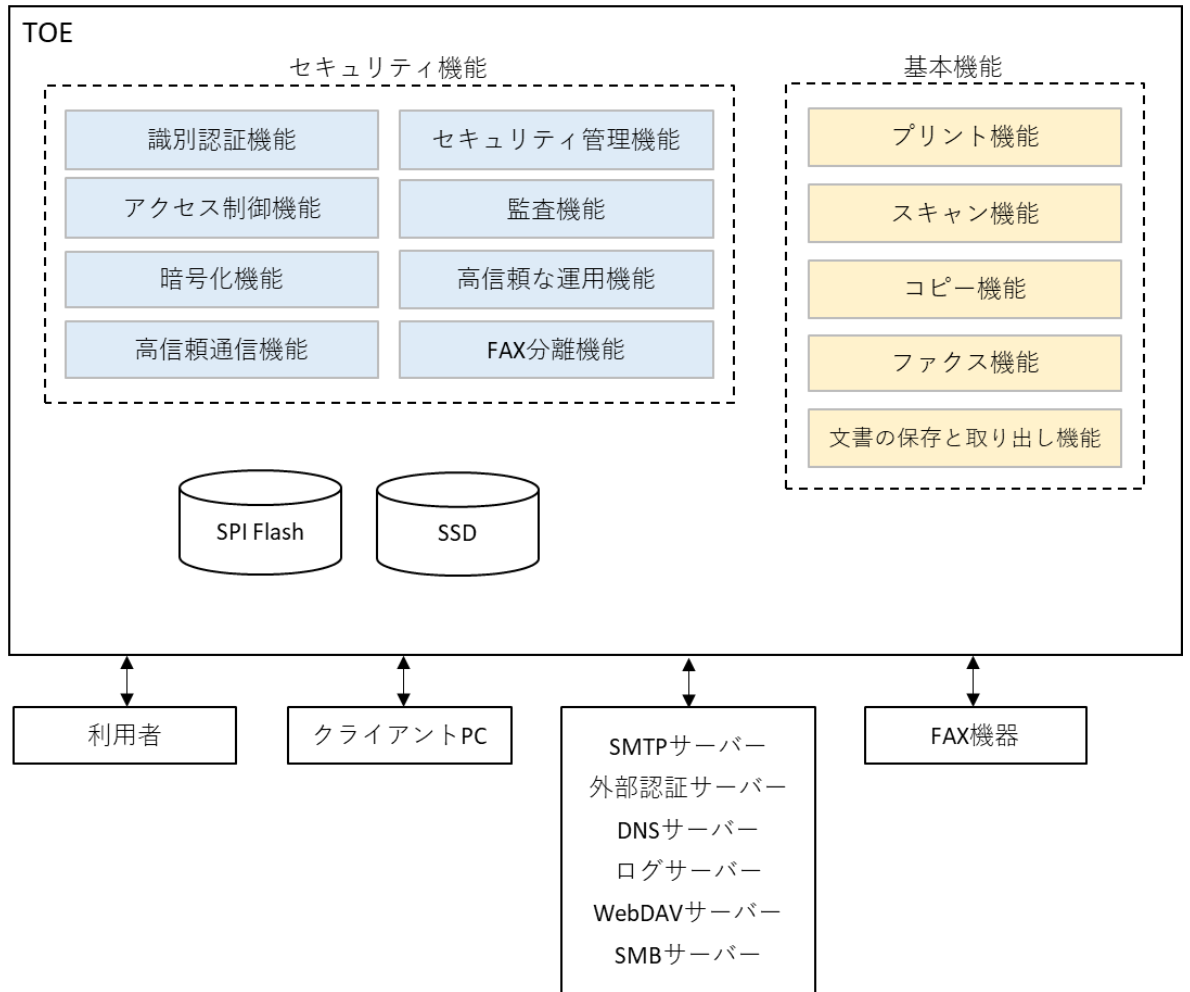 TOE
セキュリティ機能
基本機能
識別認証機能
セキュリティ管理機能
アクセス制御機能
監査機能
暗号化機能
高信頼な運用機能
高信頼通信機能
FAX分離機能
プリント機能
スキャン機能
コピー機能
ファクス機能
文書の保存と取り出し機能
SPI Flash
SSD
利用者
クライアントPC
SMTPサーバー
外部認証サーバー
DNSサーバー
ログサーバー
WebDAVサーバー
SMBサーバー
FAX機器